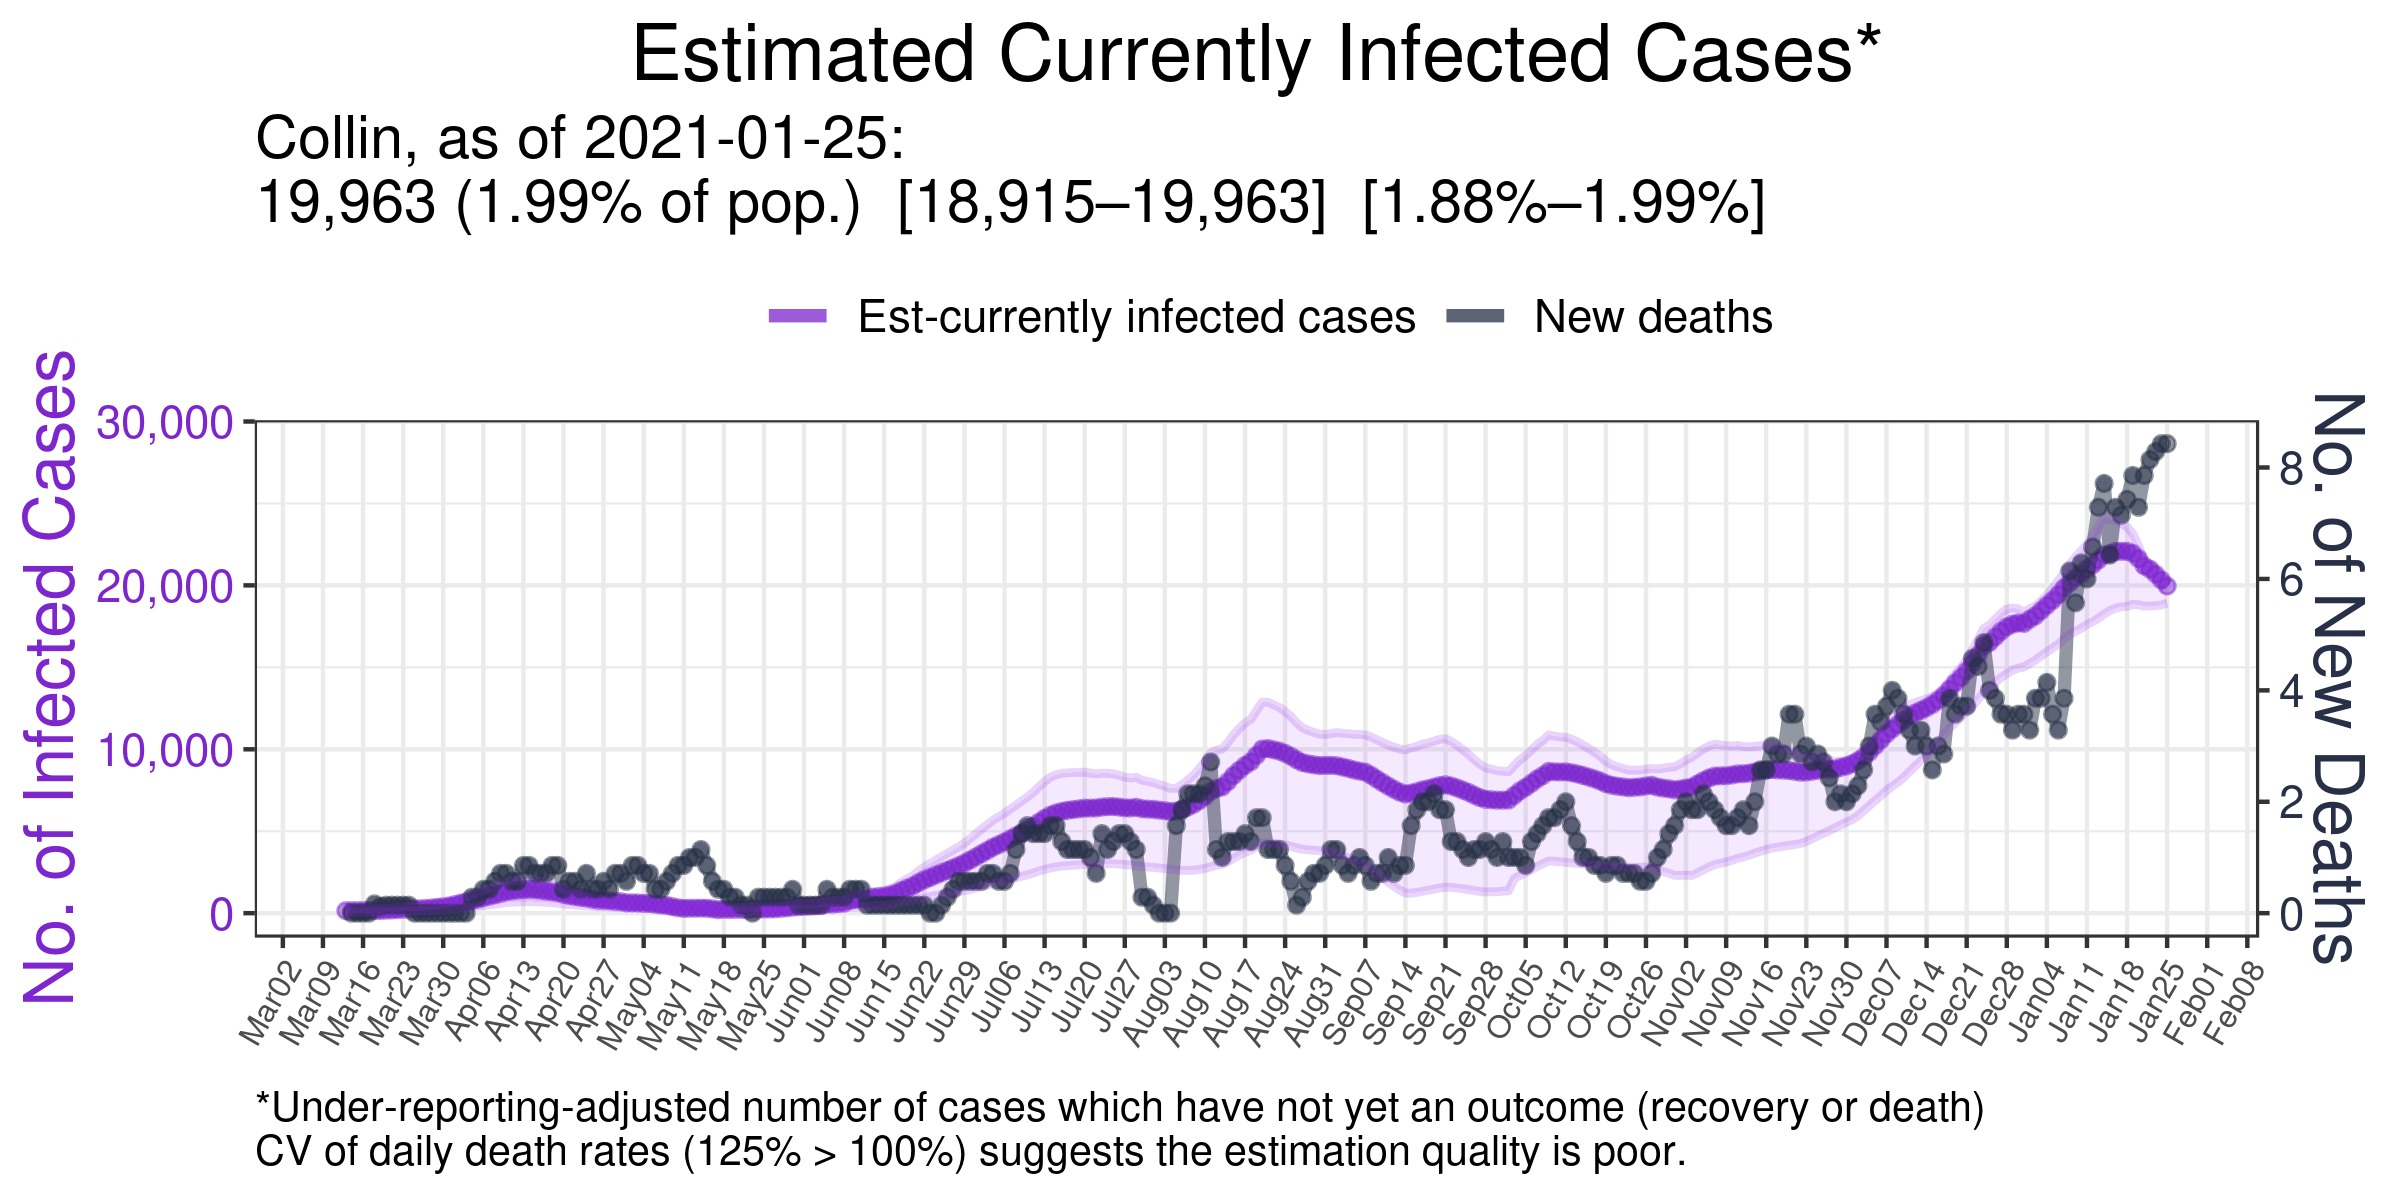 Estimated Currently Infected Cases*
Collin, as of 2021-01-25:
19,963 (1.99% of pop.) [18,915–19,963] [1.88%–1.99%]
Est-currently infected cases
New deaths
No. of Infected Cases
30,000
20,000
10,000
0
8
6
4
2
0
No. of New Deaths
Mar02
Mar09
Mar16
Mar23
Mar30
Apr06
Apr13
Apr20
Apr27
May04
May11
May18
May25
Jun01
Jun08
Jun15
Jun22
Jun29
Jul06
Jul13
Jul20
Jul27
Aug03
Aug10
Aug17
Aug24
Aug31
Sep07
Sep14
Sep21
Sep28
Oct05
Oct12
Oct19
Oct26
Nov02
Nov09
Nov16
Nov23
Nov30
Dec07
Dec14
Dec21
Dec28
Jan04
Jan11
Jan18
Jan25
Feb01
Feb08
*Under-reporting-adjusted number of cases which have not yet an outcome (recovery or death)
CV of daily death rates (125% > 100%) suggests the estimation quality is poor.